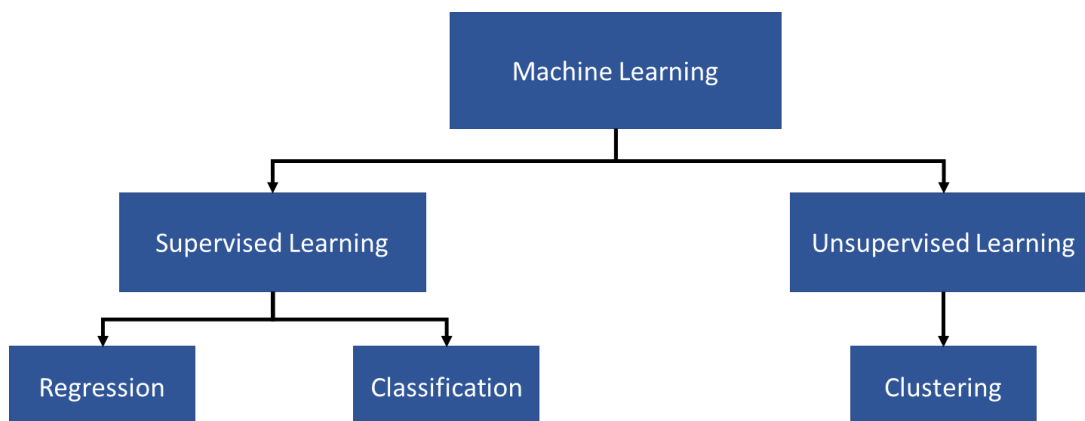 Machine Learning
Supervised Learning
Unsupervised Learning
Regression
Classification
Clustering